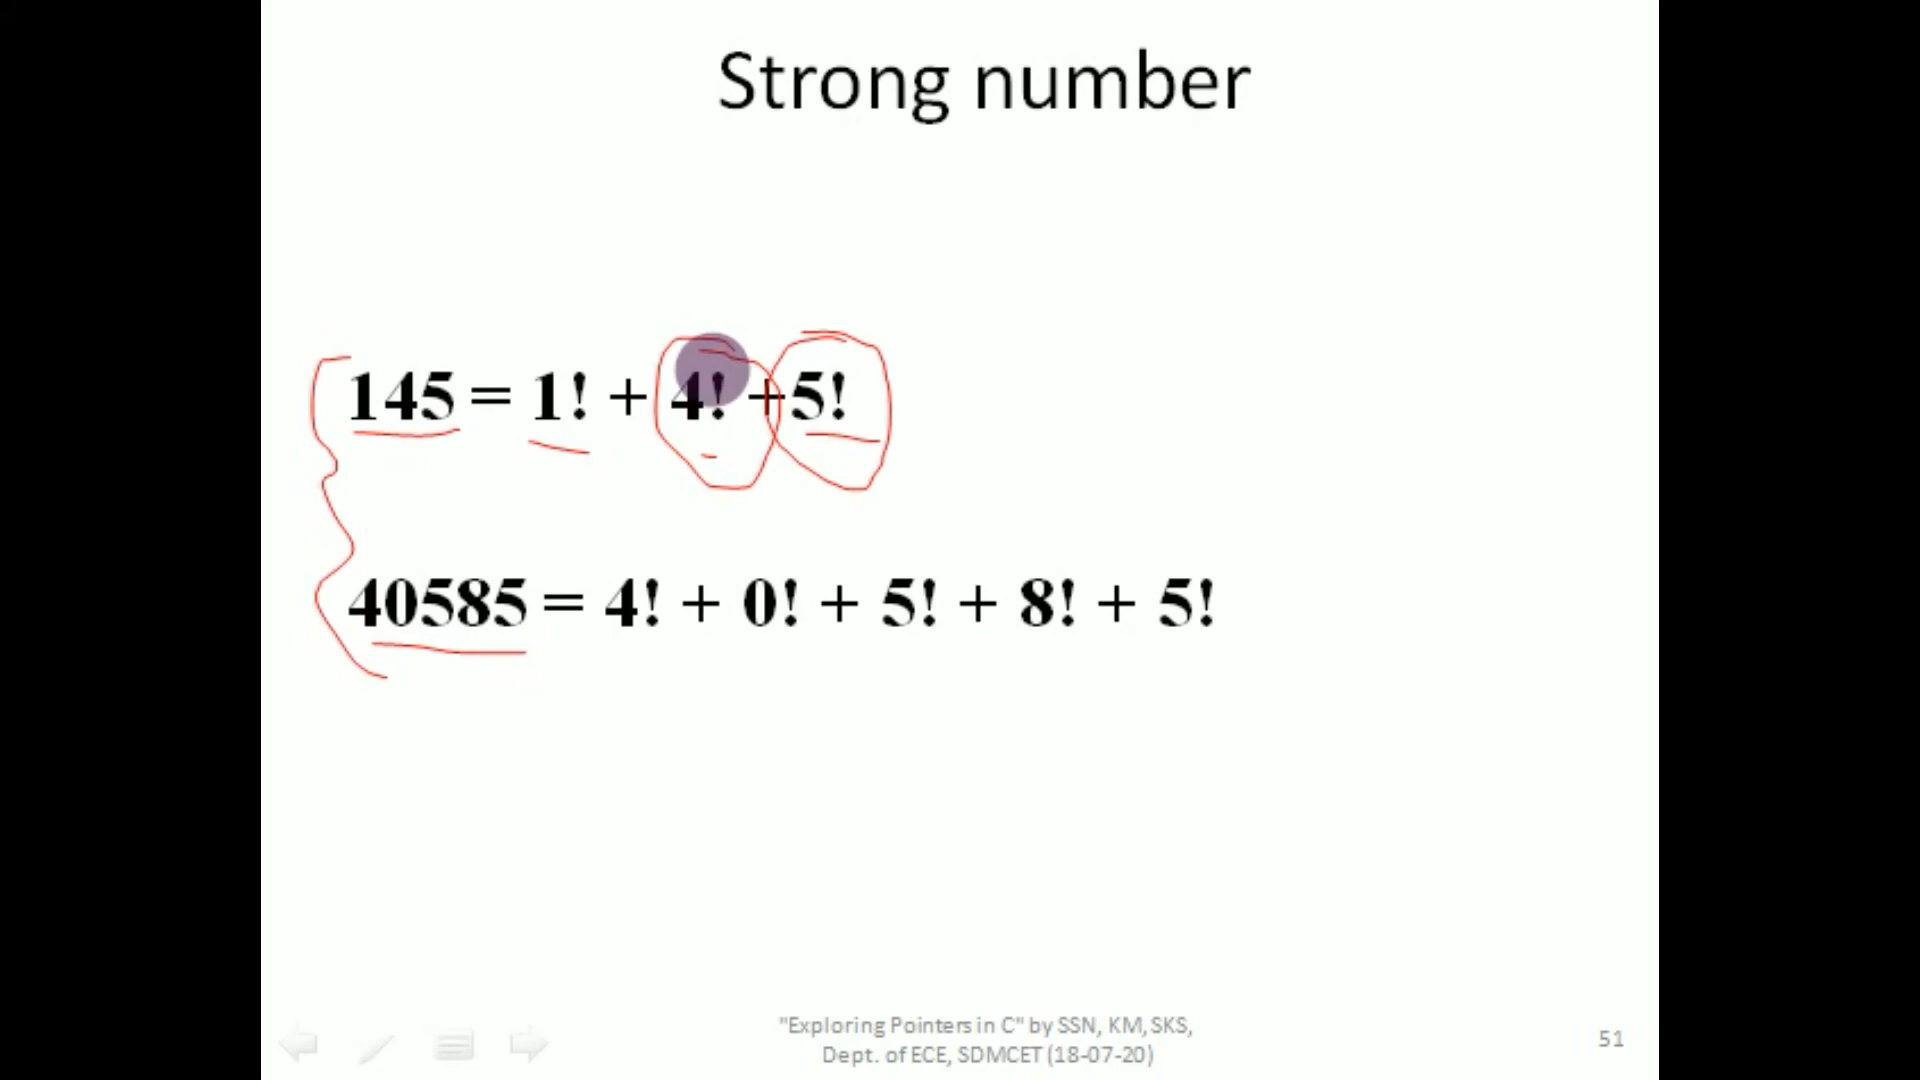 Strong number
145 = 1! + 4! +5!
40585 = 4! + 0! + 5! + 8! + 5!
"Exploring Pointers in C" by SSN, KM,SKS,
Dept. of ECE, SDMCET (18-07-20)
51